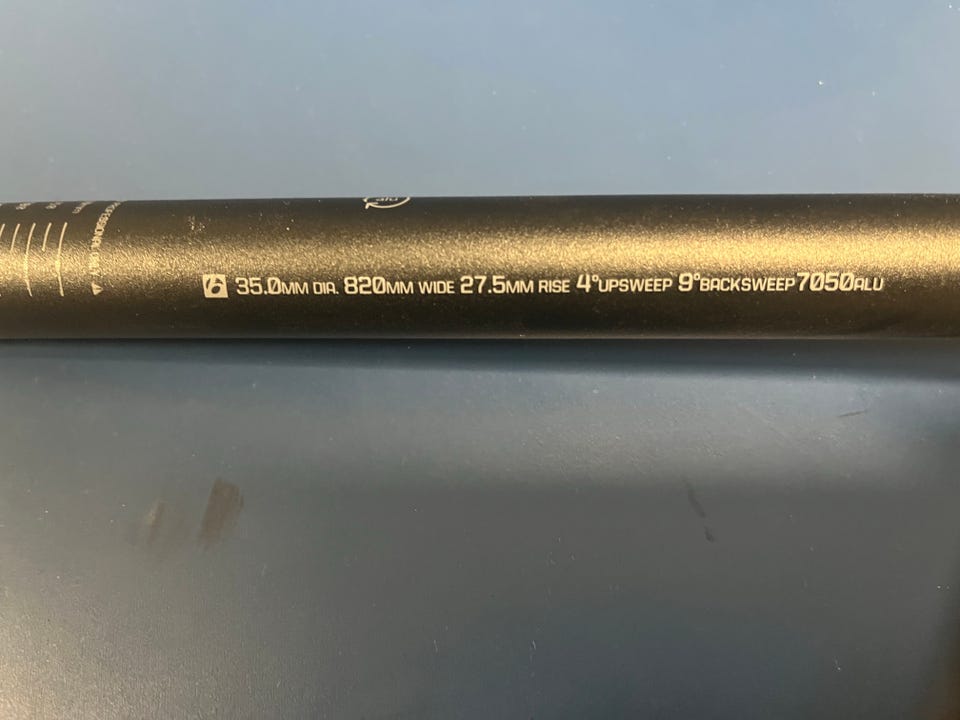 35.0MM DIA. 820MM WIDE 27.5MM RISE 4°UPSWEEP 9°BACKSWEEP 7050ALU